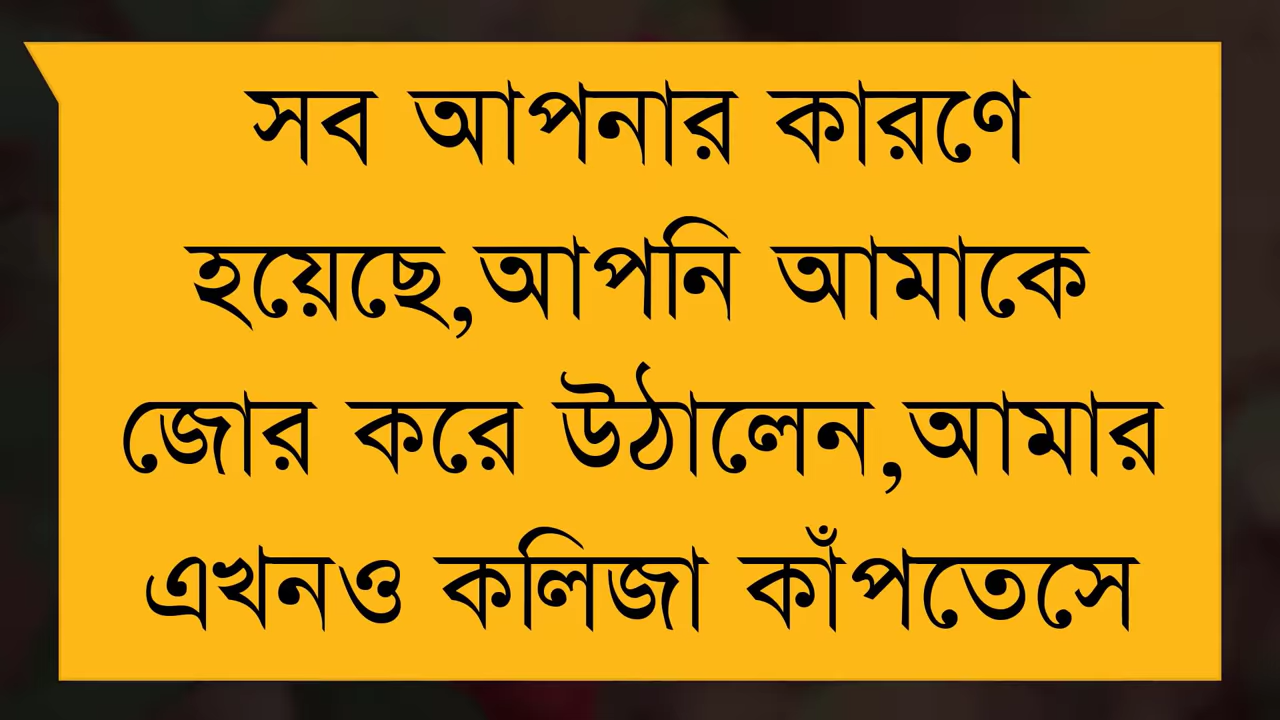 সব আপনার কারণে
হয়েছে,আপনি আমাকে
জোর করে উঠালেন,আমার
এখনও কলিজা কাঁপতেসে